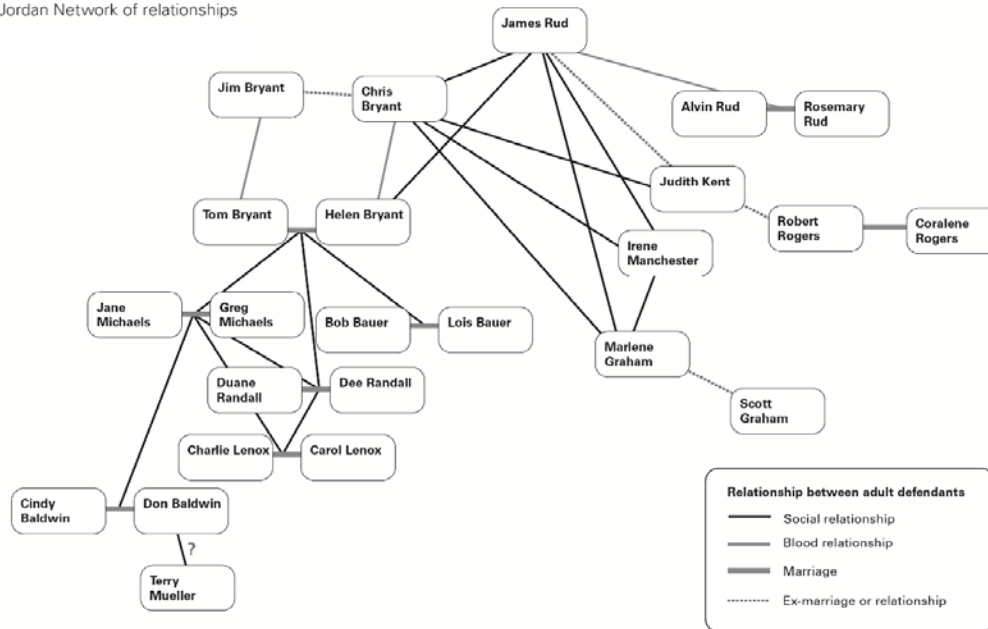 Jordan Network of relationships
James Rud
Jim Bryant
Chris
Bryant
Alvin Rud
Rosemary
Rud
Judith Kent
Tom Bryant
Helen Bryant
Robert
Rogers
Coralene
Rogers
Irene
Manchester
Jane
Michaels
Greg
Michaels
Bob Bauer
Lois Bauer
Marlene
Graham
Duane
Randall
Dee Randall
Scott
Graham
Charlie Lenox
Carol Lenox
Cindy
Baldwin
Don Baldwin
?
Terry
Mueller
Relationship between adult defendants
Social relationship
Blood relationship
Marriage
Ex-marriage or relationship